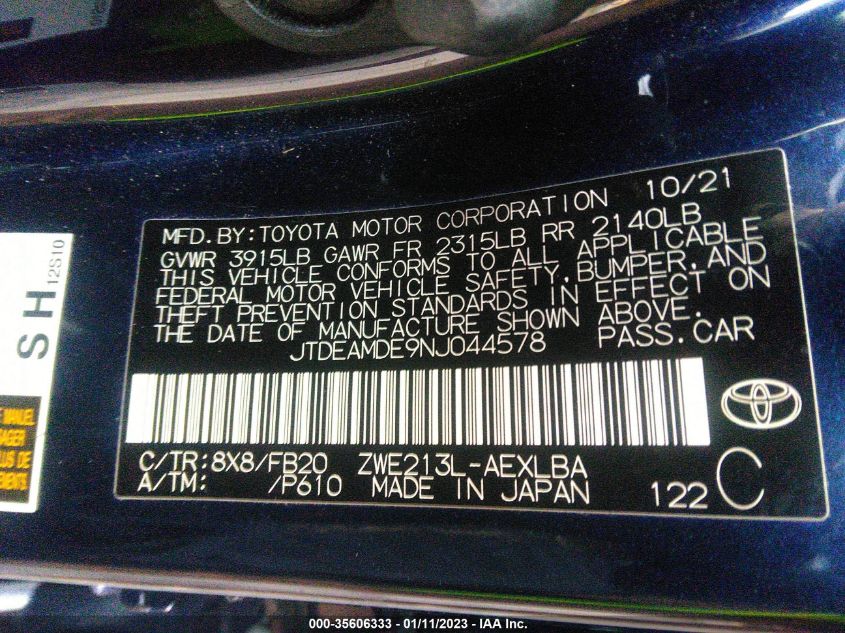 MFD.BY:TOYOTA MOTOR CORPORATION 10/21
GVWR 3915LB GAWR FR 2315LB RR 2140LB
THIS VEHICLE CONFORMS TO ALL APPLICABLE
FEDERAL MOTOR VEHICLE SAFETY,BUMPER,AND
THEFT PREVENTION STANDARDS IN EFFECT ON
THE DATE OF MANUFACTURE SHOWN ABOVE.
JTDEAMDE9NJ044578 PASS.CAR
C/TR:8X8/FB20 ZWE213L-AEXLBA
A/TM: /P610 MADE IN JAPAN 122 C
SH
12S10
MANUEL
PLUS DE
000-35606333 - 01/11/2023 - IAA Inc.